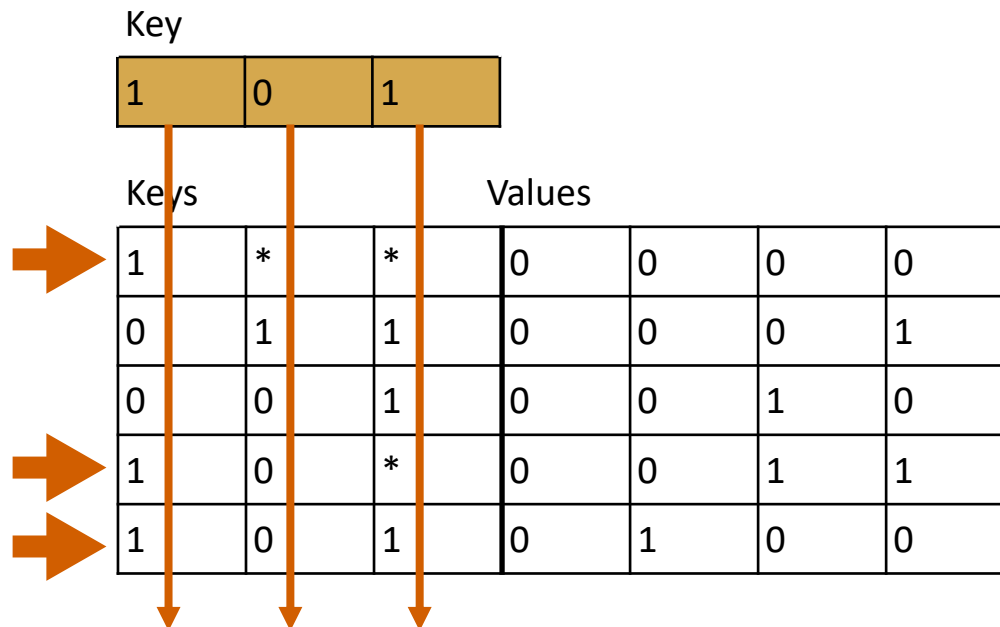 Key
1 0 1
Keys Values
1 * * 0 0 0 0
0 1 1 0 0 0 1
0 0 1 0 0 1 0
1 0 * 0 0 1 1
1 0 1 0 1 0 0